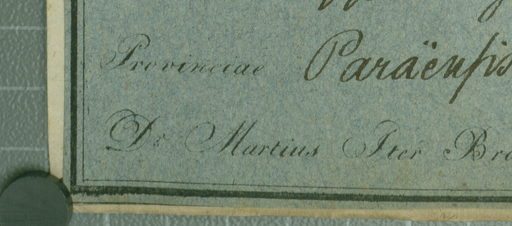 Provinciae Paraënsis
Dr. Martius Iter Bra